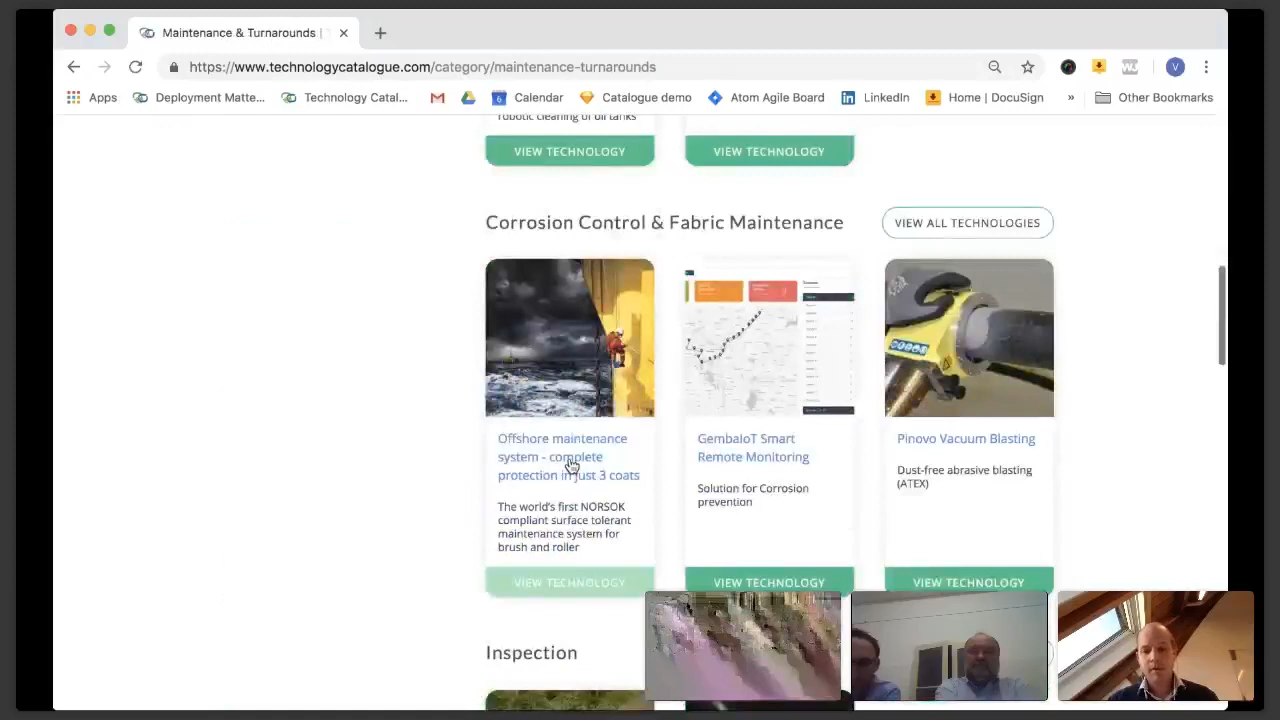 Maintenance & Turnarounds |
https://www.technologycatalogue.com/category/maintenance-turnarounds
V
Apps Deployment Matte... Technology Catal... 6 Calendar Catalogue demo Atom Agile Board LinkedIn Home | DocuSign » Other Bookmarks
robotic cleaning of oil tanks
VIEW TECHNOLOGY VIEW TECHNOLOGY
Corrosion Control & Fabric Maintenance VIEW ALL TECHNOLOGIES
Offshore maintenance
system - complete
protection in just 3 coats
The world's first NORSOK
compliant surface tolerant
maintenance system for
brush and roller
VIEW TECHNOLOGY
GembaIoT Smart
Remote Monitoring
Solution for Corrosion
prevention
VIEW TECHNOLOGY
Pinovo Vacuum Blasting
Dust-free abrasive blasting
(ATEX)
VIEW TECHNOLOGY
Inspection